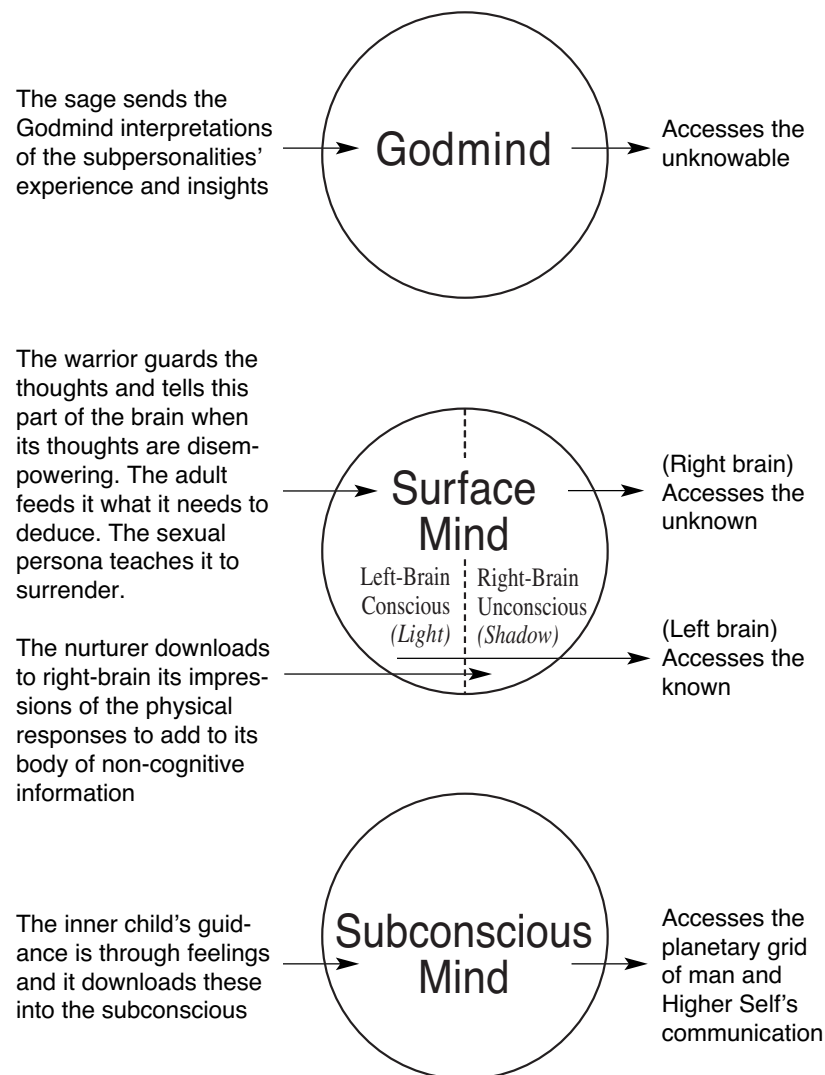 The sage sends the
Godmind interpretations
of the subpersonalities'
experience and insights
Godmind
Accesses the
unknowable
The warrior guards the
thoughts and tells this
part of the brain when
its thoughts are disem-
powering. The adult
feeds it what it needs to
deduce. The sexual
persona teaches it to
surrender.
Surface
Mind
Left-Brain
Conscious
(Light)
Right-Brain
Unconscious
(Shadow)
(Right brain)
Accesses the
unknown
The nurturer downloads
to right-brain its impres-
sions of the physical
responses to add to its
body of non-cognitive
information
(Left brain)
Accesses the
known
The inner child's guid-
ance is through feelings
and it downloads these
into the subconscious
Subconscious
Mind
Accesses the
planetary grid
of man and
Higher Self's
communication